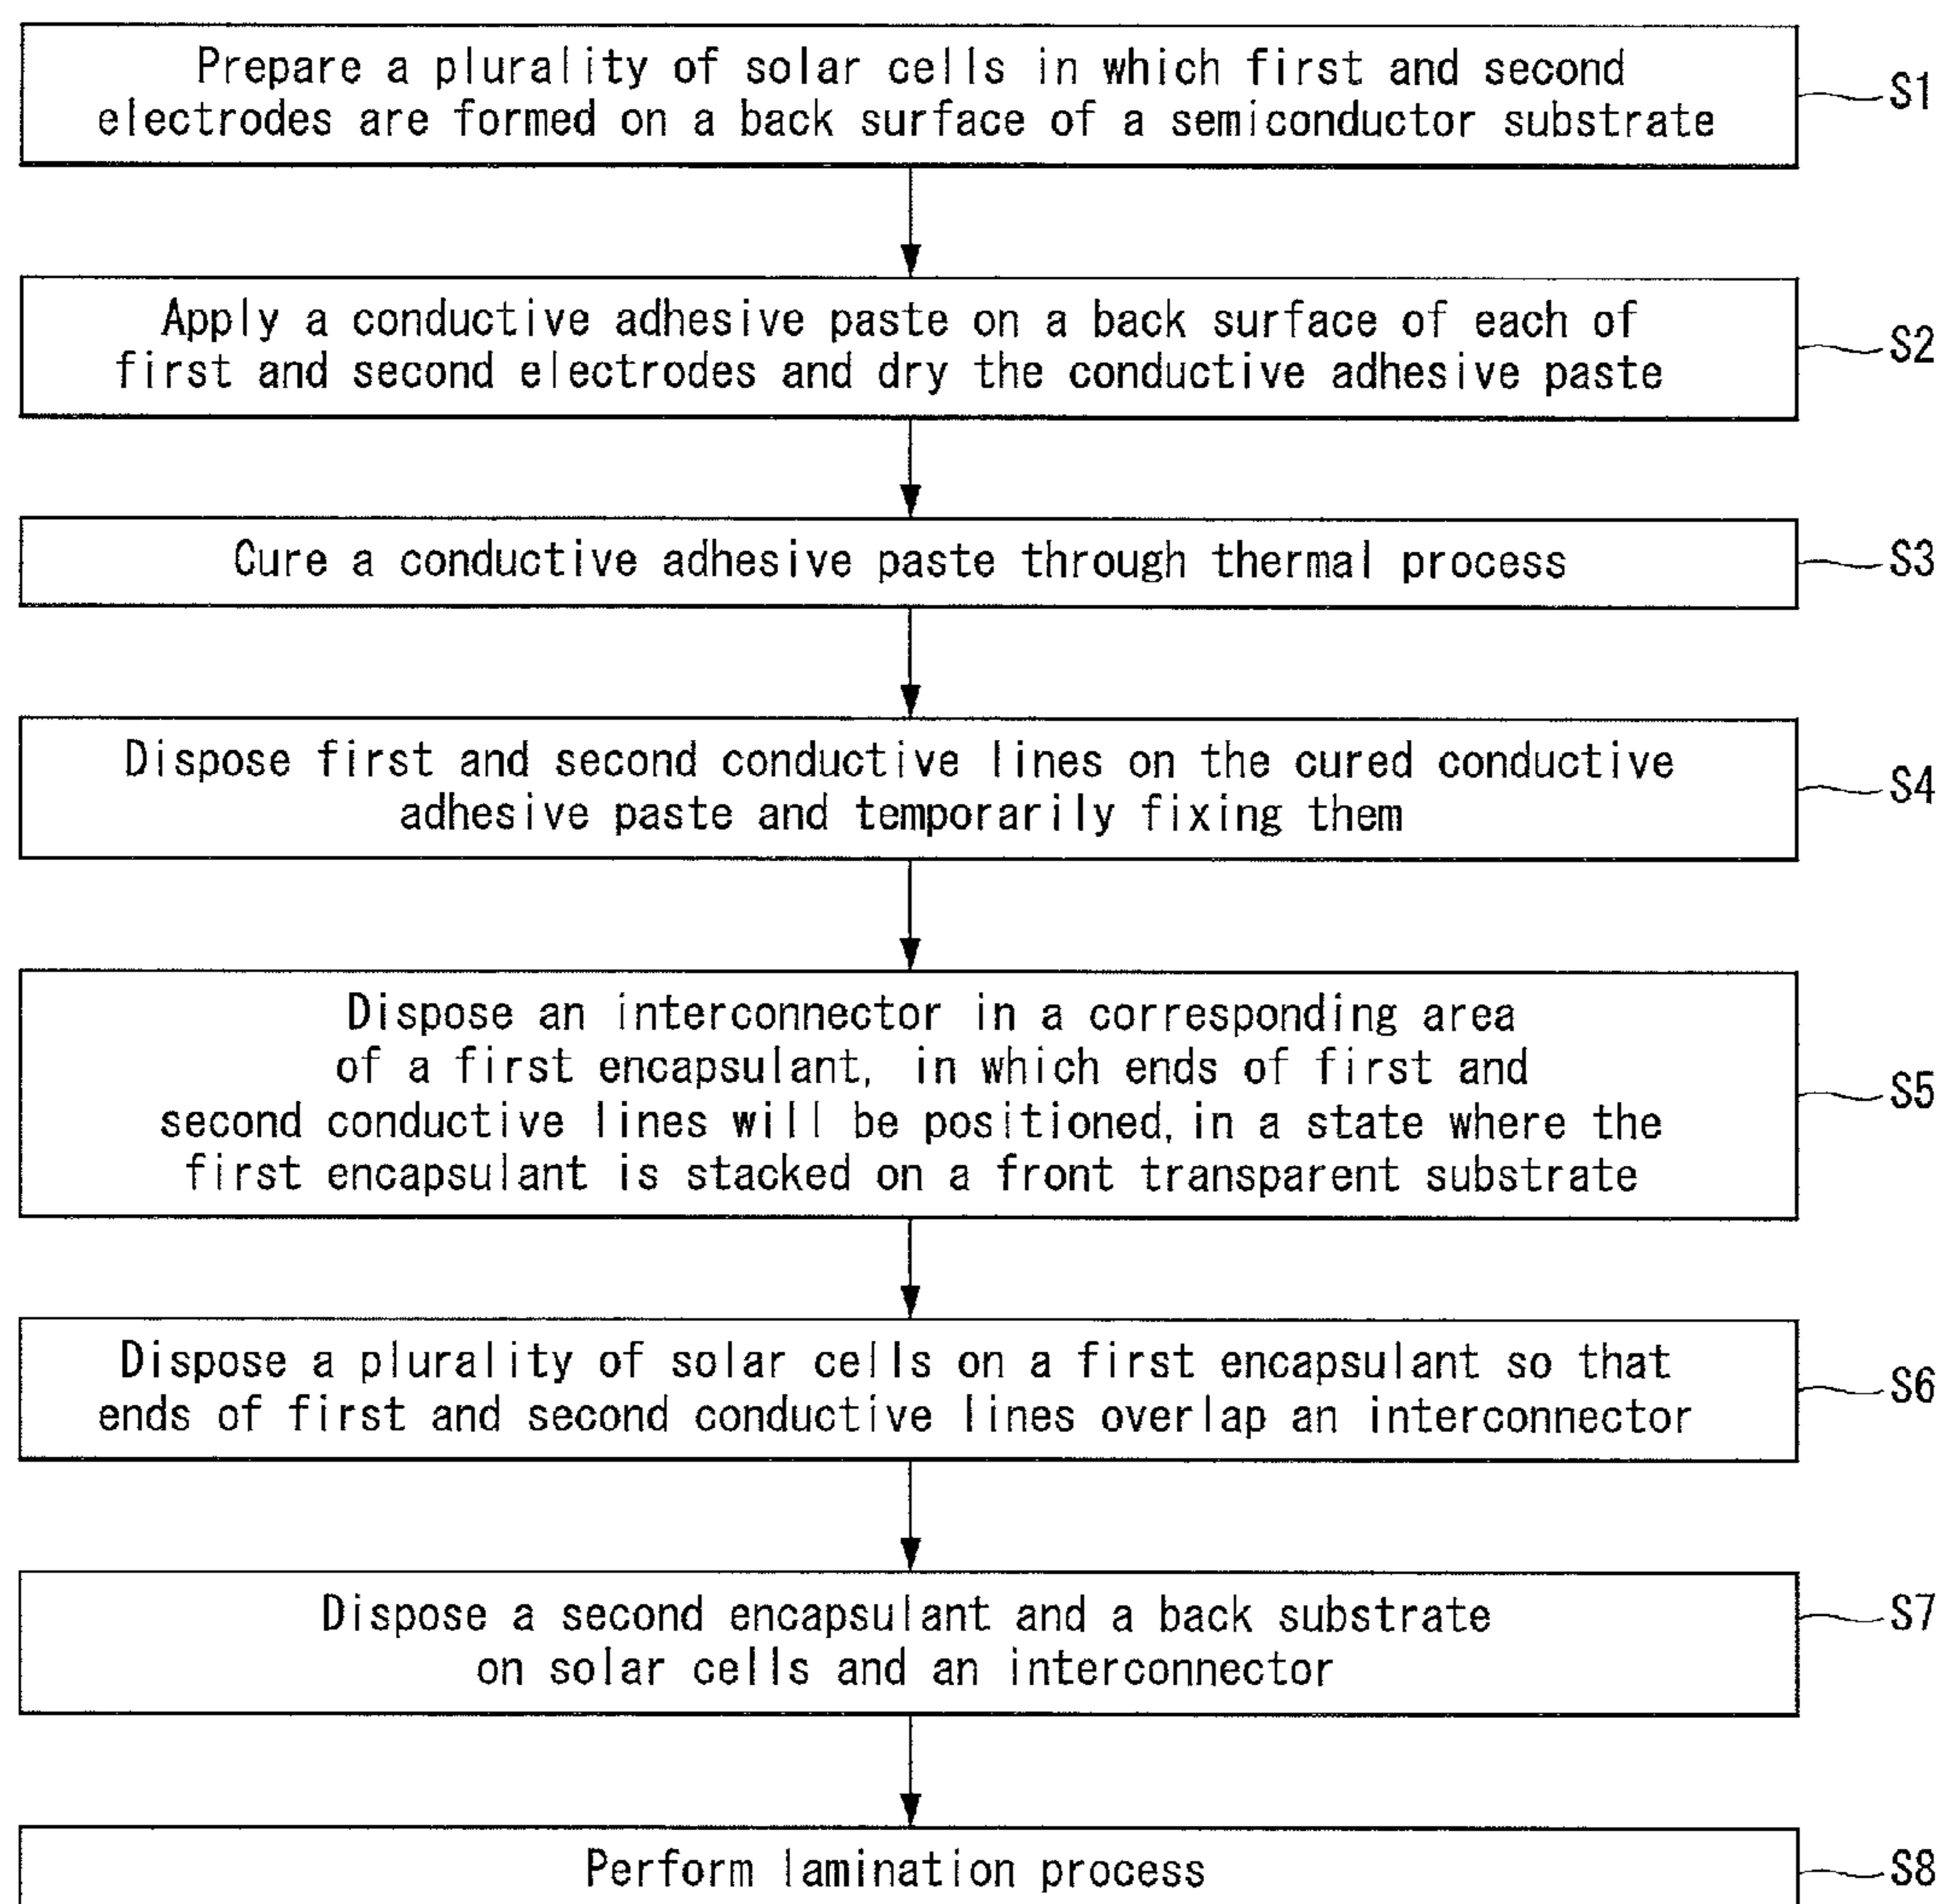 Prepare a plurality of solar cells in which first and second
electrodes are formed on a back surface of a semiconductor substrate
S1
Apply a conductive adhesive paste on a back surface of each of
first and second electrodes and dry the conductive adhesive paste
S2
Cure a conductive adhesive paste through thermal process
S3
Dispose first and second conductive lines on the cured conductive
adhesive paste and temporarily fixing them
S4
Dispose an interconnector in a corresponding area
of a first encapsulant, in which ends of first and
second conductive lines will be positioned, in a state where the
first encapsulant is stacked on a front transparent substrate
S5
Dispose a plurality of solar cells on a first encapsulant so that
ends of first and second conductive lines overlap an interconnector
S6
Dispose a second encapsulant and a back substrate
on solar cells and an interconnector
S7
Perform lamination process
S8